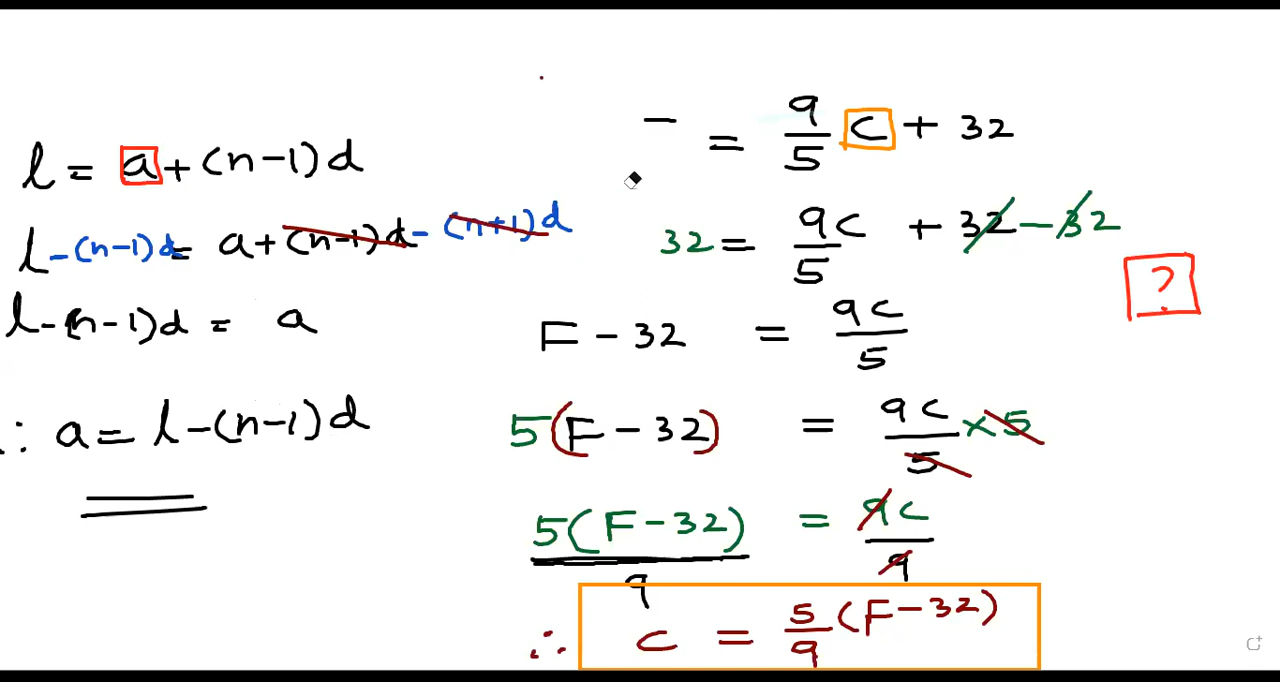 l = a + (n-1)d
l -(n-1)d = a + (n-1)d - (n+1)d
l -(n-1)d = a
∴ a = l -(n-1)d
= 9/5 C + 32
32 = 9C/5 + 32 - 32
F - 32 = 9C/5
5(F - 32) = 9C/5 × 5
5(F - 32)/9 = 9C/9
∴ C = 5/9 (F - 32)
?